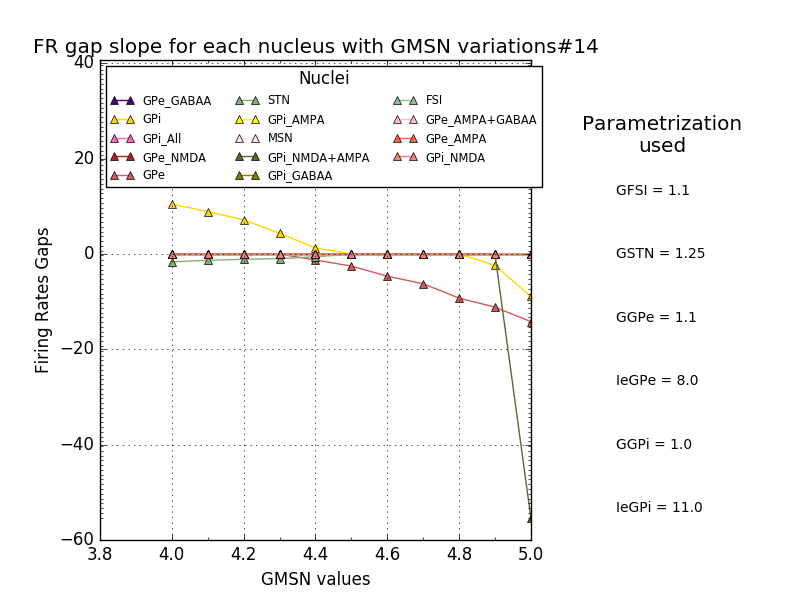 FR gap slope for each nucleus with GMSN variations#14
Nuclei
GPe_GABAA STN FSI
GPi GPi_AMPA GPe_AMPA+GABAA
GPi_All MSN GPe_AMPA
GPe_NMDA GPi_NMDA+AMPA GPi_NMDA
GPe GPi_GABAA
40
20
0
−20
−40
−60
Firing Rates Gaps
3.8 4.0 4.2 4.4 4.6 4.8 5.0
GMSN values
Parametrization
used
GFSI = 1.1
GSTN = 1.25
GGPe = 1.1
IeGPe = 8.0
GGPi = 1.0
IeGPi = 11.0